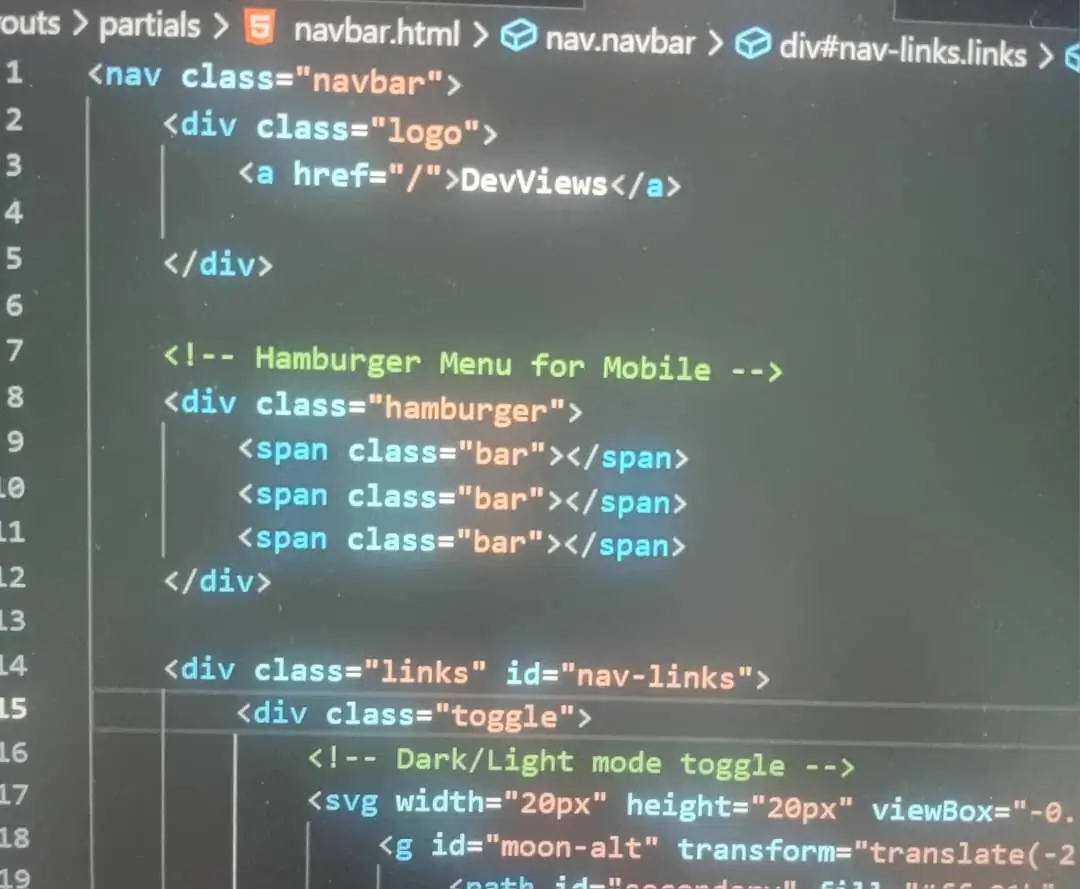 outs > partials > navbar.html > nav.navbar > div#nav-links.links >
1 <nav class="navbar">
2 <div class="logo">
3 <a href="/">DevViews</a>
4
5 </div>
6
7 <!-- Hamburger Menu for Mobile -->
8 <div class="hamburger">
9 <span class="bar"></span>
10 <span class="bar"></span>
11 <span class="bar"></span>
12 </div>
13
14 <div class="links" id="nav-links">
15 <div class="toggle">
16 <!-- Dark/Light mode toggle -->
17 <svg width="20px" height="20px" viewBox="-0.
18 <g id="moon-alt" transform="translate(-2
19 <path id="secondary" fill=